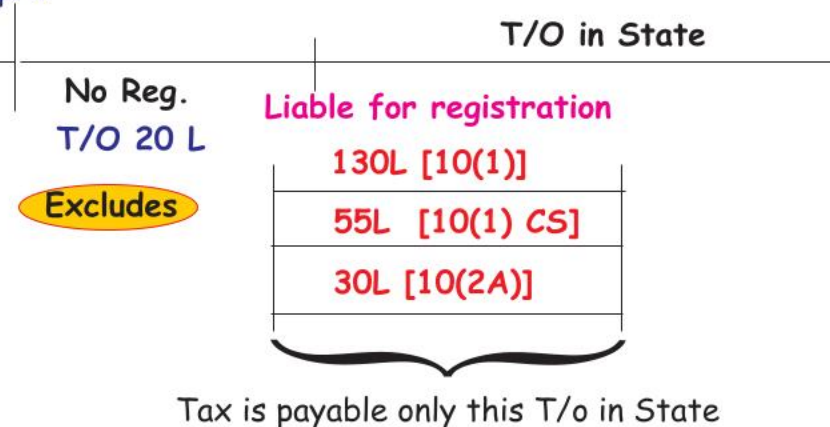 T/O in State
No Reg.
T/O 20 L
Excludes
Liable for registration
130L [10(1)]
55L [10(1) CS]
30L [10(2A)]
Tax is payable only this T/o in State